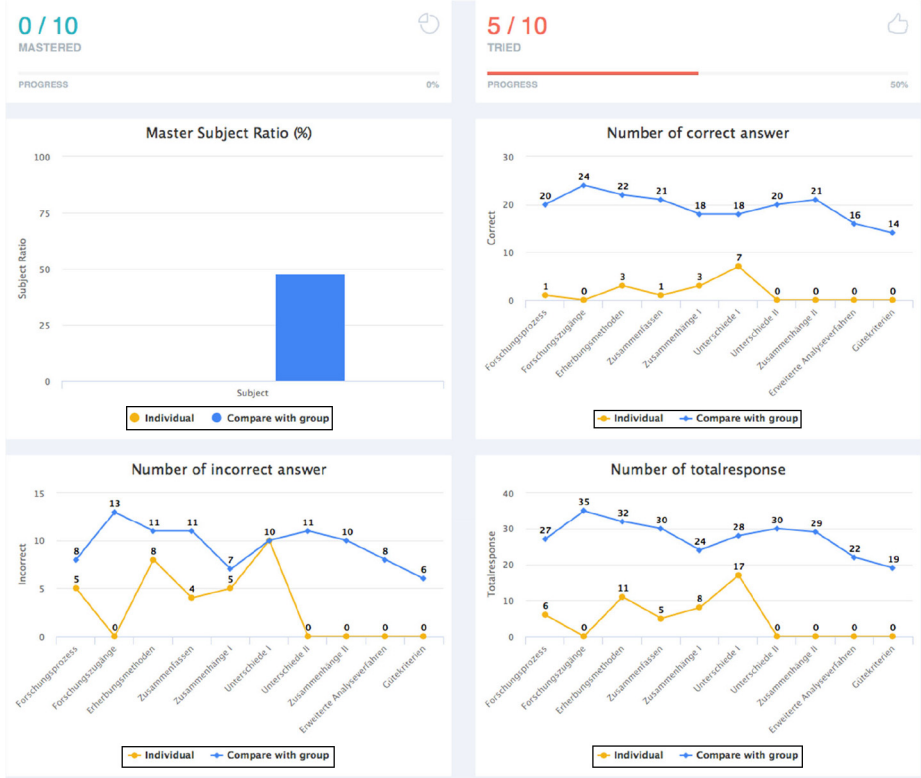 0 / 10
MASTERED
PROGRESS 0%
5 / 10
TRIED
PROGRESS 50%
Master Subject Ratio (%)
100
75
50
25
0
Subject Ratio
Subject
Individual Compare with group
Number of correct answer
30
20
10
0
Correct
20 24 22 21 18 18 20 21 16 14
1 0 3 1 3 7 0 0 0 0
Forschungsprozess
Forschungszugänge
Erherbungsmethoden
Zusammenfassen
Zusammenhänge I
Unterschiede I
Unterschiede II
Zusammenhänge II
Erweiterte Analyseverfahren
Gütekriterien
Individual Compare with group
Number of incorrect answer
15
10
5
0
Incorrect
8 13 11 11 7 10 11 10 8 6
5 0 8 4 5 0 0 0 0
Forschungsprozess
Forschungszugänge
Erherbungsmethoden
Zusammenfassen
Zusammenhänge I
Unterschiede I
Unterschiede II
Zusammenhänge II
Erweiterte Analyseverfahren
Gütekriterien
Individual Compare with group
Number of totalresponse
40
30
20
10
0
Totalresponse
27 35 32 30 24 28 30 29 22 19
6 0 11 5 8 17 0 0 0 0
Forschungsprozess
Forschungszugänge
Erherbungsmethoden
Zusammenfassen
Zusammenhänge I
Unterschiede I
Unterschiede II
Zusammenhänge II
Erweiterte Analyseverfahren
Gütekriterien
Individual Compare with group